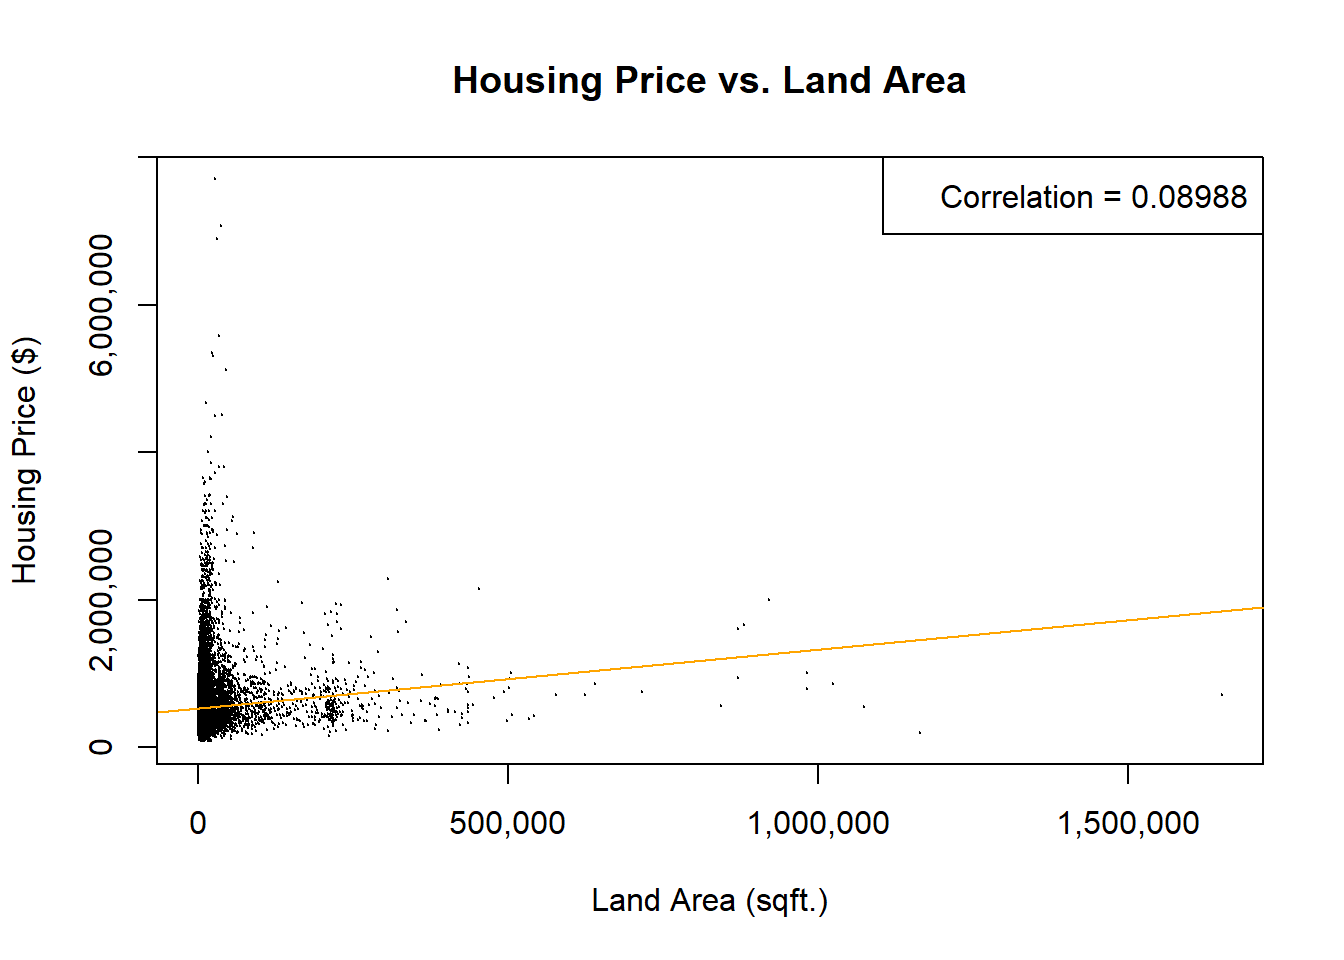 Housing Price vs. Land Area
Correlation = 0.08988
Housing Price ($)
6,000,000
2,000,000
0
0
500,000
1,000,000
1,500,000
Land Area (sqft.)